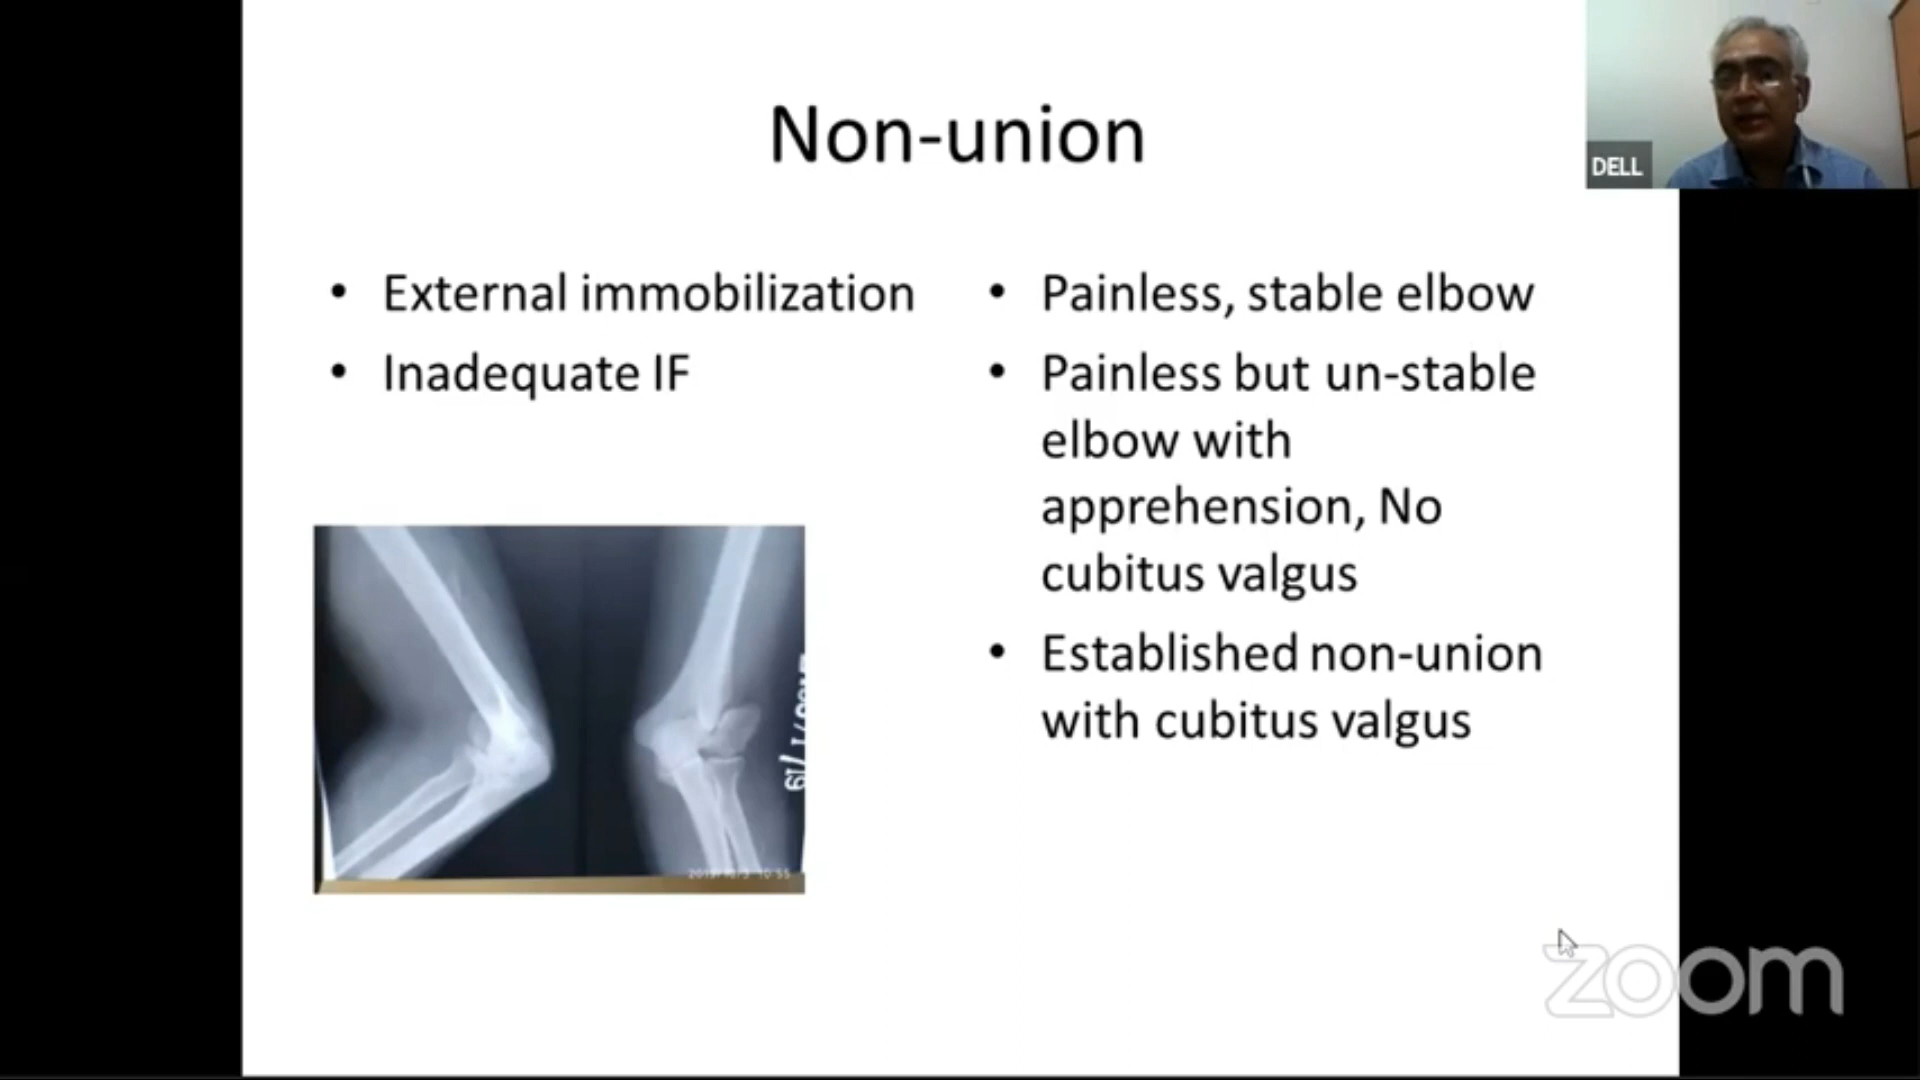 Non-union
DELL
• External immobilization
• Inadequate IF
• Painless, stable elbow
• Painless but un-stable
elbow with
apprehension, No
cubitus valgus
• Established non-union
with cubitus valgus
zoom